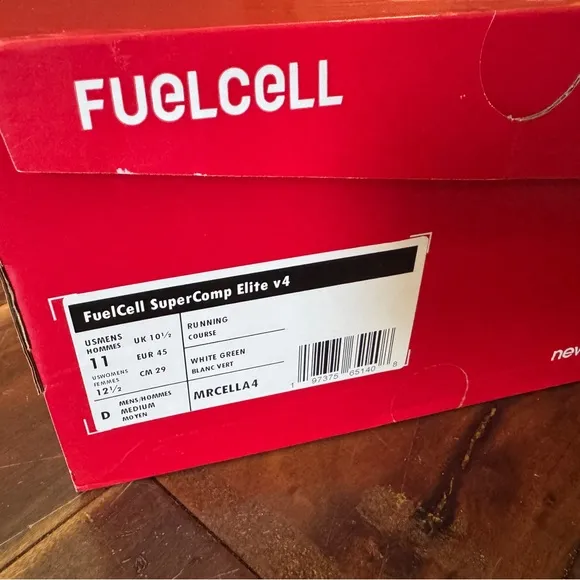 FUELCELL
FuelCell SuperComp Elite v4
USMENS
HOMMES
11
USWOMENS
FEMMES
12½
UK 10½
EUR 45
CM 29
D
MENS/HOMMES
MEDIUM
MOYEN
RUNNING
COURSE
WHITE GREEN
BLANC VERT
MRCELLA4
1 97375 65140 8
new